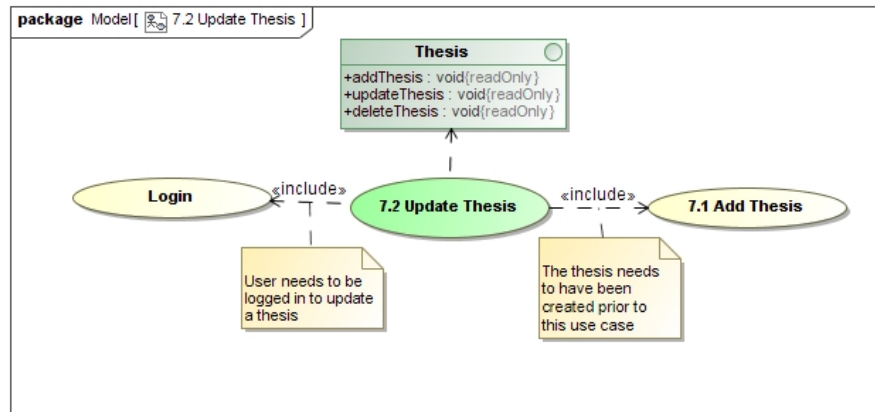 package Model[ 7.2 Update Thesis ]
Thesis
+addThesis : void{readOnly}
+updateThesis : void{readOnly}
+deleteThesis : void{readOnly}
Login
«include»
7.2 Update Thesis
«include»
7.1 Add Thesis
User needs to be
logged in to update
a thesis
The thesis needs
to have been
created prior to
this use case